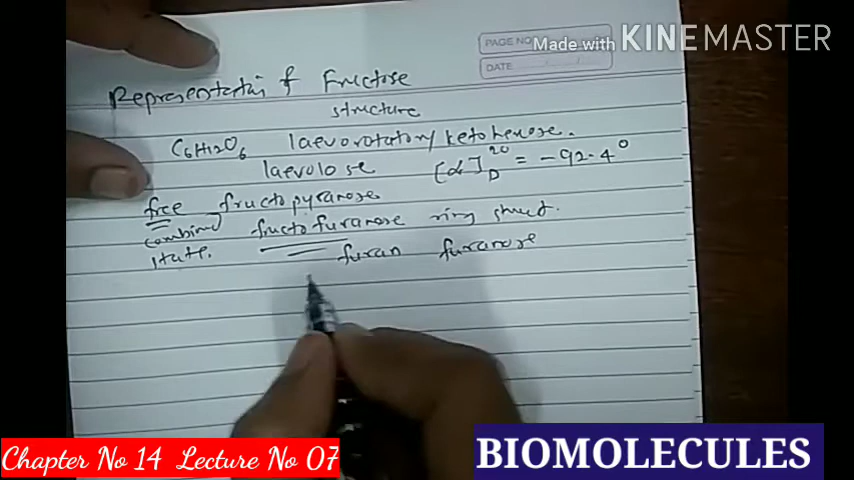 PAGE NO
DATE
Made with KINEMASTER
Representation of Fructose
structure
C6H12O6 laevorotatory ketohexose.
laevolose [α]D20 = -92.4°
free fructopyranose
combined fructofuranose ring struct.
state. furan furanose
Chapter No 14 Lecture No 07
BIOMOLECULES